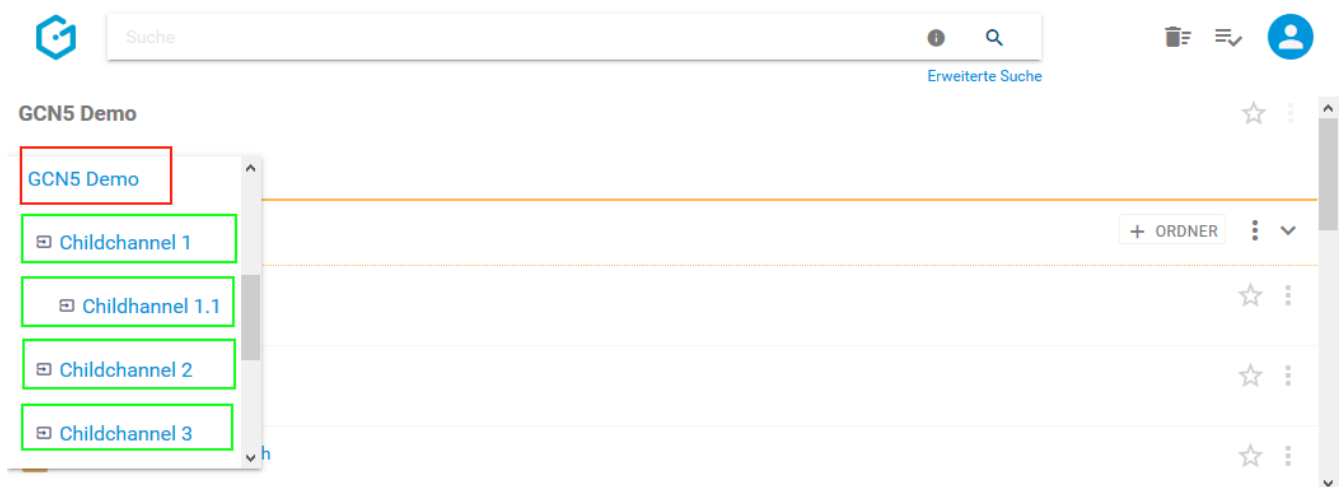 Suche
Erweiterte Suche
GCN5 Demo
GCN5 Demo
Childchannel 1
+ ORDNER
Childhannel 1.1
Childchannel 2
Childchannel 3
h